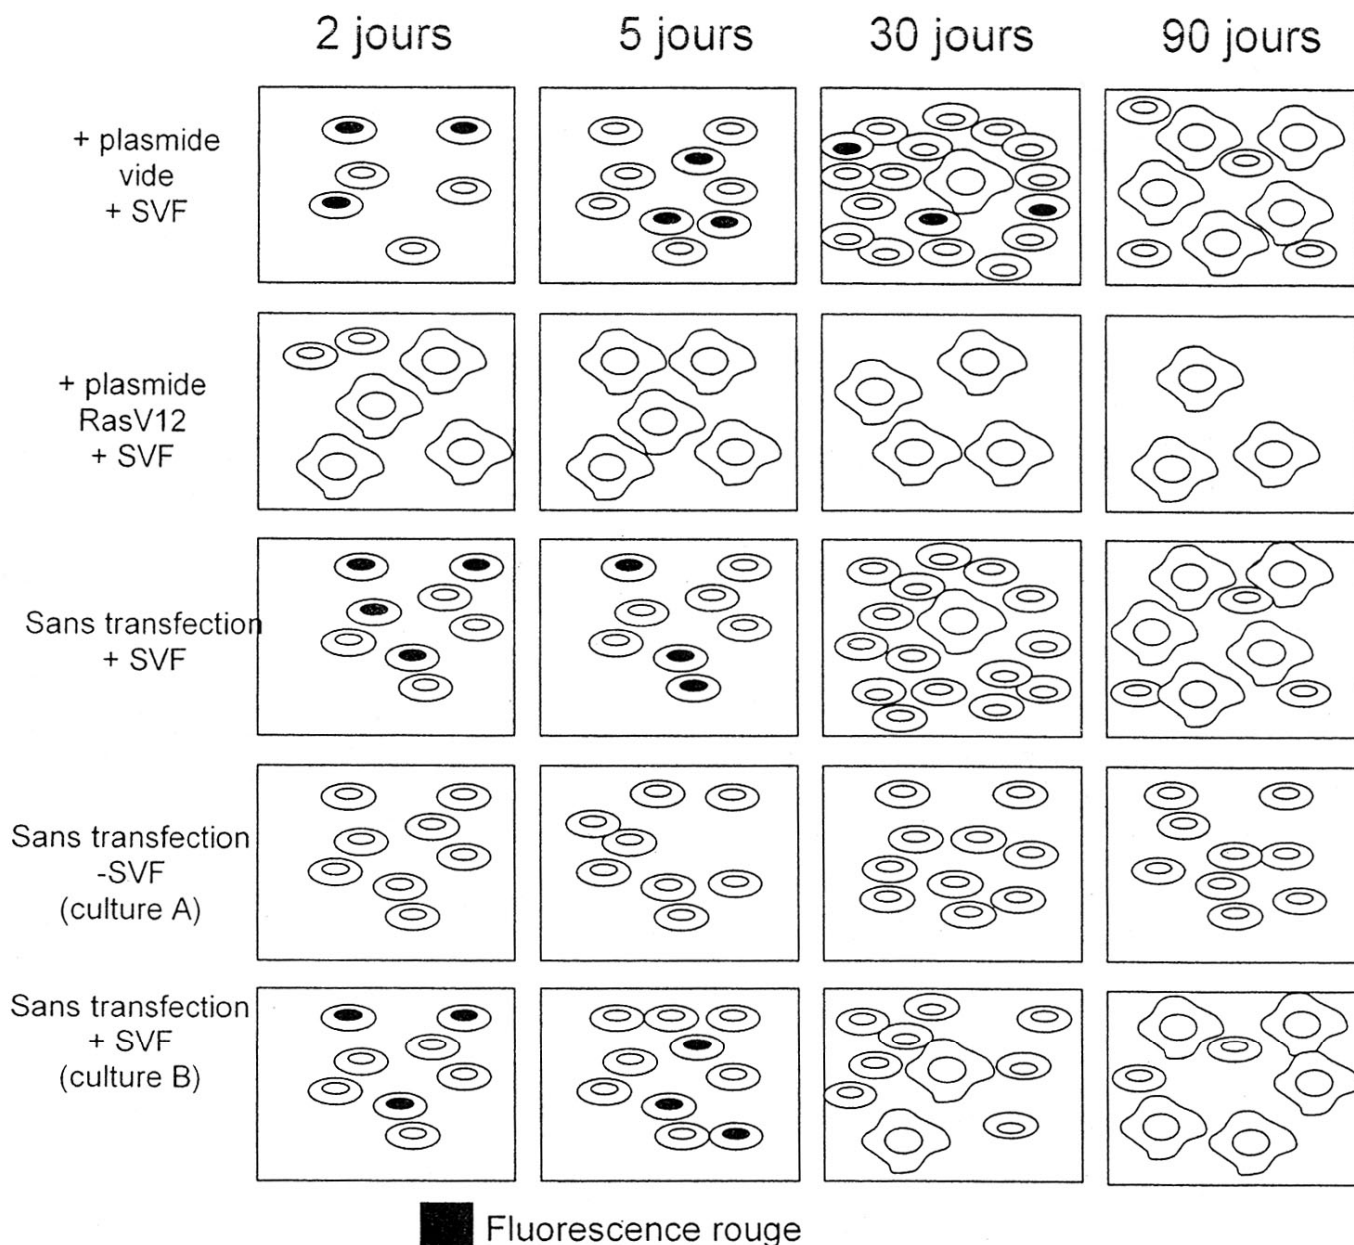 2 jours
5 jours
30 jours
90 jours
+ plasmide
vide
+ SVF
+ plasmide
RasV12
+ SVF
Sans transfection
+ SVF
Sans transfection
-SVF
(culture A)
Sans transfection
+ SVF
(culture B)
Fluorescence rouge